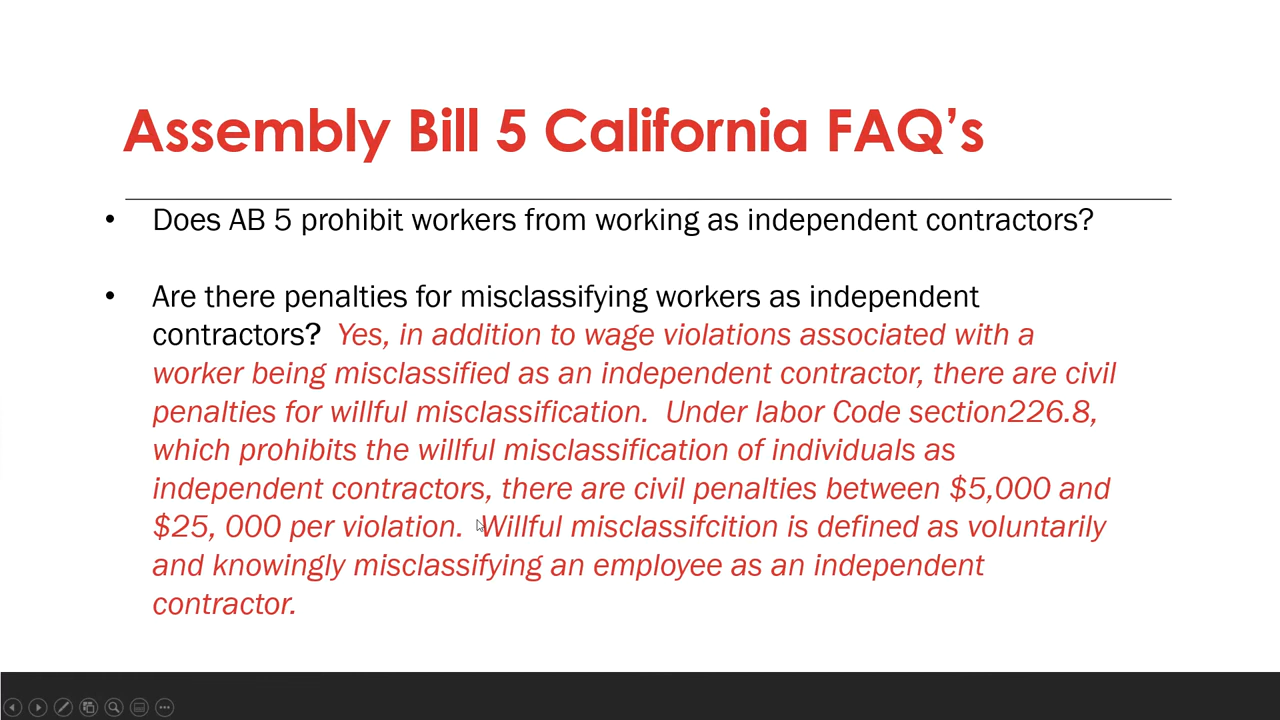 Assembly Bill 5 California FAQ’s
• Does AB 5 prohibit workers from working as independent contractors?
• Are there penalties for misclassifying workers as independent
contractors? Yes, in addition to wage violations associated with a
worker being misclassified as an independent contractor, there are civil
penalties for willful misclassification. Under labor Code section226.8,
which prohibits the willful misclassification of individuals as
independent contractors, there are civil penalties between $5,000 and
$25, 000 per violation. Willful misclassifcition is defined as voluntarily
and knowingly misclassifying an employee as an independent
contractor.